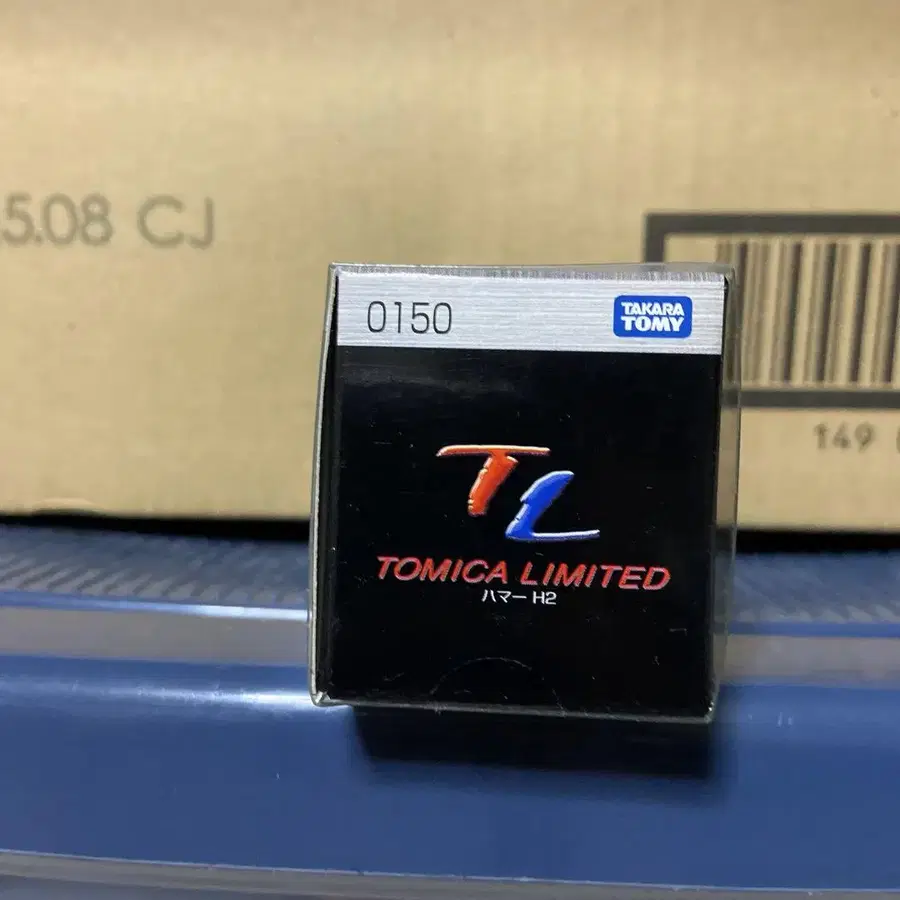 5.08 CJ
0150
TAKARA
TOMY
149
TL
TOMICA LIMITED
ハマー H2